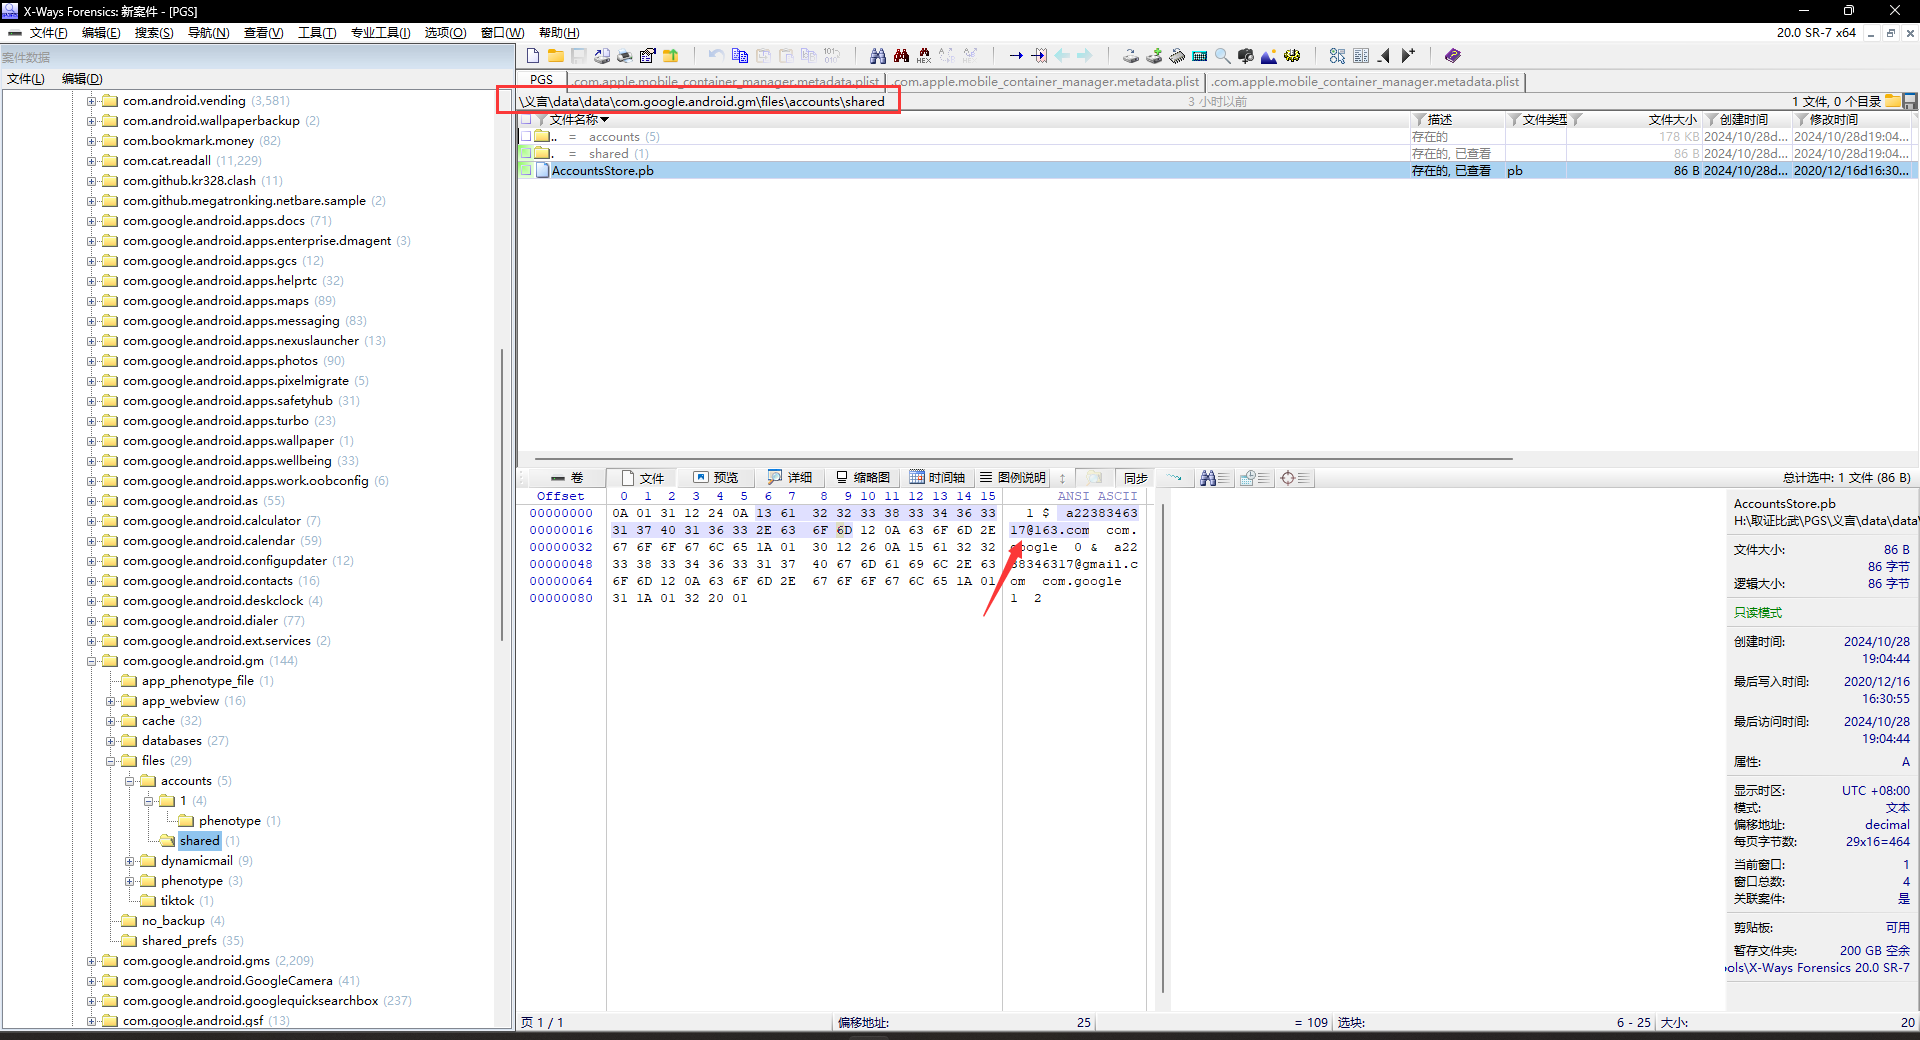 X-Ways Forensics: 新案件 - [PGS]
文件(F) 编辑(E) 搜索(S) 导航(N) 查看(V) 工具(T) 专业工具(I) 选项(O) 窗口(W) 帮助(H) 20.0 SR-7 x64
案件数据
文件(L) 编辑(D)
com.android.vending (3,581)
com.android.wallpaperbackup (2)
com.bookmark.money (82)
com.cat.readall (11,229)
com.github.kr328.clash (11)
com.github.megatronking.netbare.sample (2)
com.google.android.apps.docs (71)
com.google.android.apps.enterprise.dmagent (3)
com.google.android.apps.gcs (12)
com.google.android.apps.helprtc (32)
com.google.android.apps.maps (89)
com.google.android.apps.messaging (83)
com.google.android.apps.nexuslauncher (13)
com.google.android.apps.photos (90)
com.google.android.apps.pixelmigrate (5)
com.google.android.apps.safetyhub (31)
com.google.android.apps.turbo (23)
com.google.android.apps.wallpaper (1)
com.google.android.apps.wellbeing (33)
com.google.android.apps.work.oobconfig (6)
com.google.android.as (55)
com.google.android.calculator (7)
com.google.android.calendar (59)
com.google.android.configupdater (12)
com.google.android.contacts (16)
com.google.android.deskclock (4)
com.google.android.dialer (77)
com.google.android.ext.services (2)
com.google.android.gm (144)
app_phenotype_file (1)
app_webview (16)
cache (32)
databases (27)
files (29)
accounts (5)
1 (4)
phenotype (1)
shared (1)
dynamicmail (9)
phenotype (3)
tiktok (1)
no_backup (4)
shared_prefs (35)
com.google.android.gms (2,209)
com.google.android.GoogleCamera (41)
com.google.android.googlequicksearchbox (237)
com.google.android.gsf (13)
PGS .com.apple.mobile_container_manager.metadata.plist .com.apple.mobile_container_manager.metadata.plist .com.apple.mobile_container_manager.metadata.plist
\义言\data\data\com.google.android.gm\files\accounts\shared 3 小时以前 1 文件, 0 个目录
文件名称 描述 文件类型 文件大小 创建时间 修改时间
.. = accounts (5) 存在的 178 KB 2024/10/28d... 2024/10/28d19:04...
. = shared (1) 存在的, 已查看 86 B 2024/10/28d... 2024/10/28d19:04...
AccountsStore.pb 存在的, 已查看 pb 86 B 2024/10/28d... 2020/12/16d16:30...
卷 文件 预览 详细 缩略图 时间轴 图例说明 同步 总计选中: 1 文件 (86 B)
Offset 0 1 2 3 4 5 6 7 8 9 10 11 12 13 14 15 ANSI ASCII
00000000 0A 01 31 12 24 0A 13 61 32 32 33 38 33 34 36 33 1 $ a22383463
00000016 31 37 40 31 36 33 2E 63 6F 6D 12 0A 63 6F 6D 2E 17@163.com com.
00000032 67 6F 6F 67 6C 65 1A 01 30 12 26 0A 15 61 32 32 google 0 & a22
00000048 33 38 33 34 36 33 31 37 40 67 6D 61 69 6C 2E 63 38346317@gmail.c
00000064 6F 6D 12 0A 63 6F 6D 2E 67 6F 6F 67 6C 65 1A 01 om com.google
00000080 31 1A 01 32 20 01 1 2
AccountsStore.pb
H:\取证比武\PGS\义言\data\data\
文件大小: 86 B
86 字节
逻辑大小: 86 字节
只读模式
创建时间: 2024/10/28
19:04:44
最后写入时间: 2020/12/16
16:30:55
最后访问时间: 2024/10/28
19:04:44
属性: A
显示时区: UTC +08:00
模式: 文本
偏移地址: decimal
每页字节数: 29x16=464
当前窗口: 1
窗口总数: 4
关联案件: 是
剪贴板: 可用
暂存文件夹: 200 GB 空余
ols\X-Ways Forensics 20.0 SR-7
页 1 / 1 偏移地址: 25 = 109 选块: 6 - 25 大小: 20